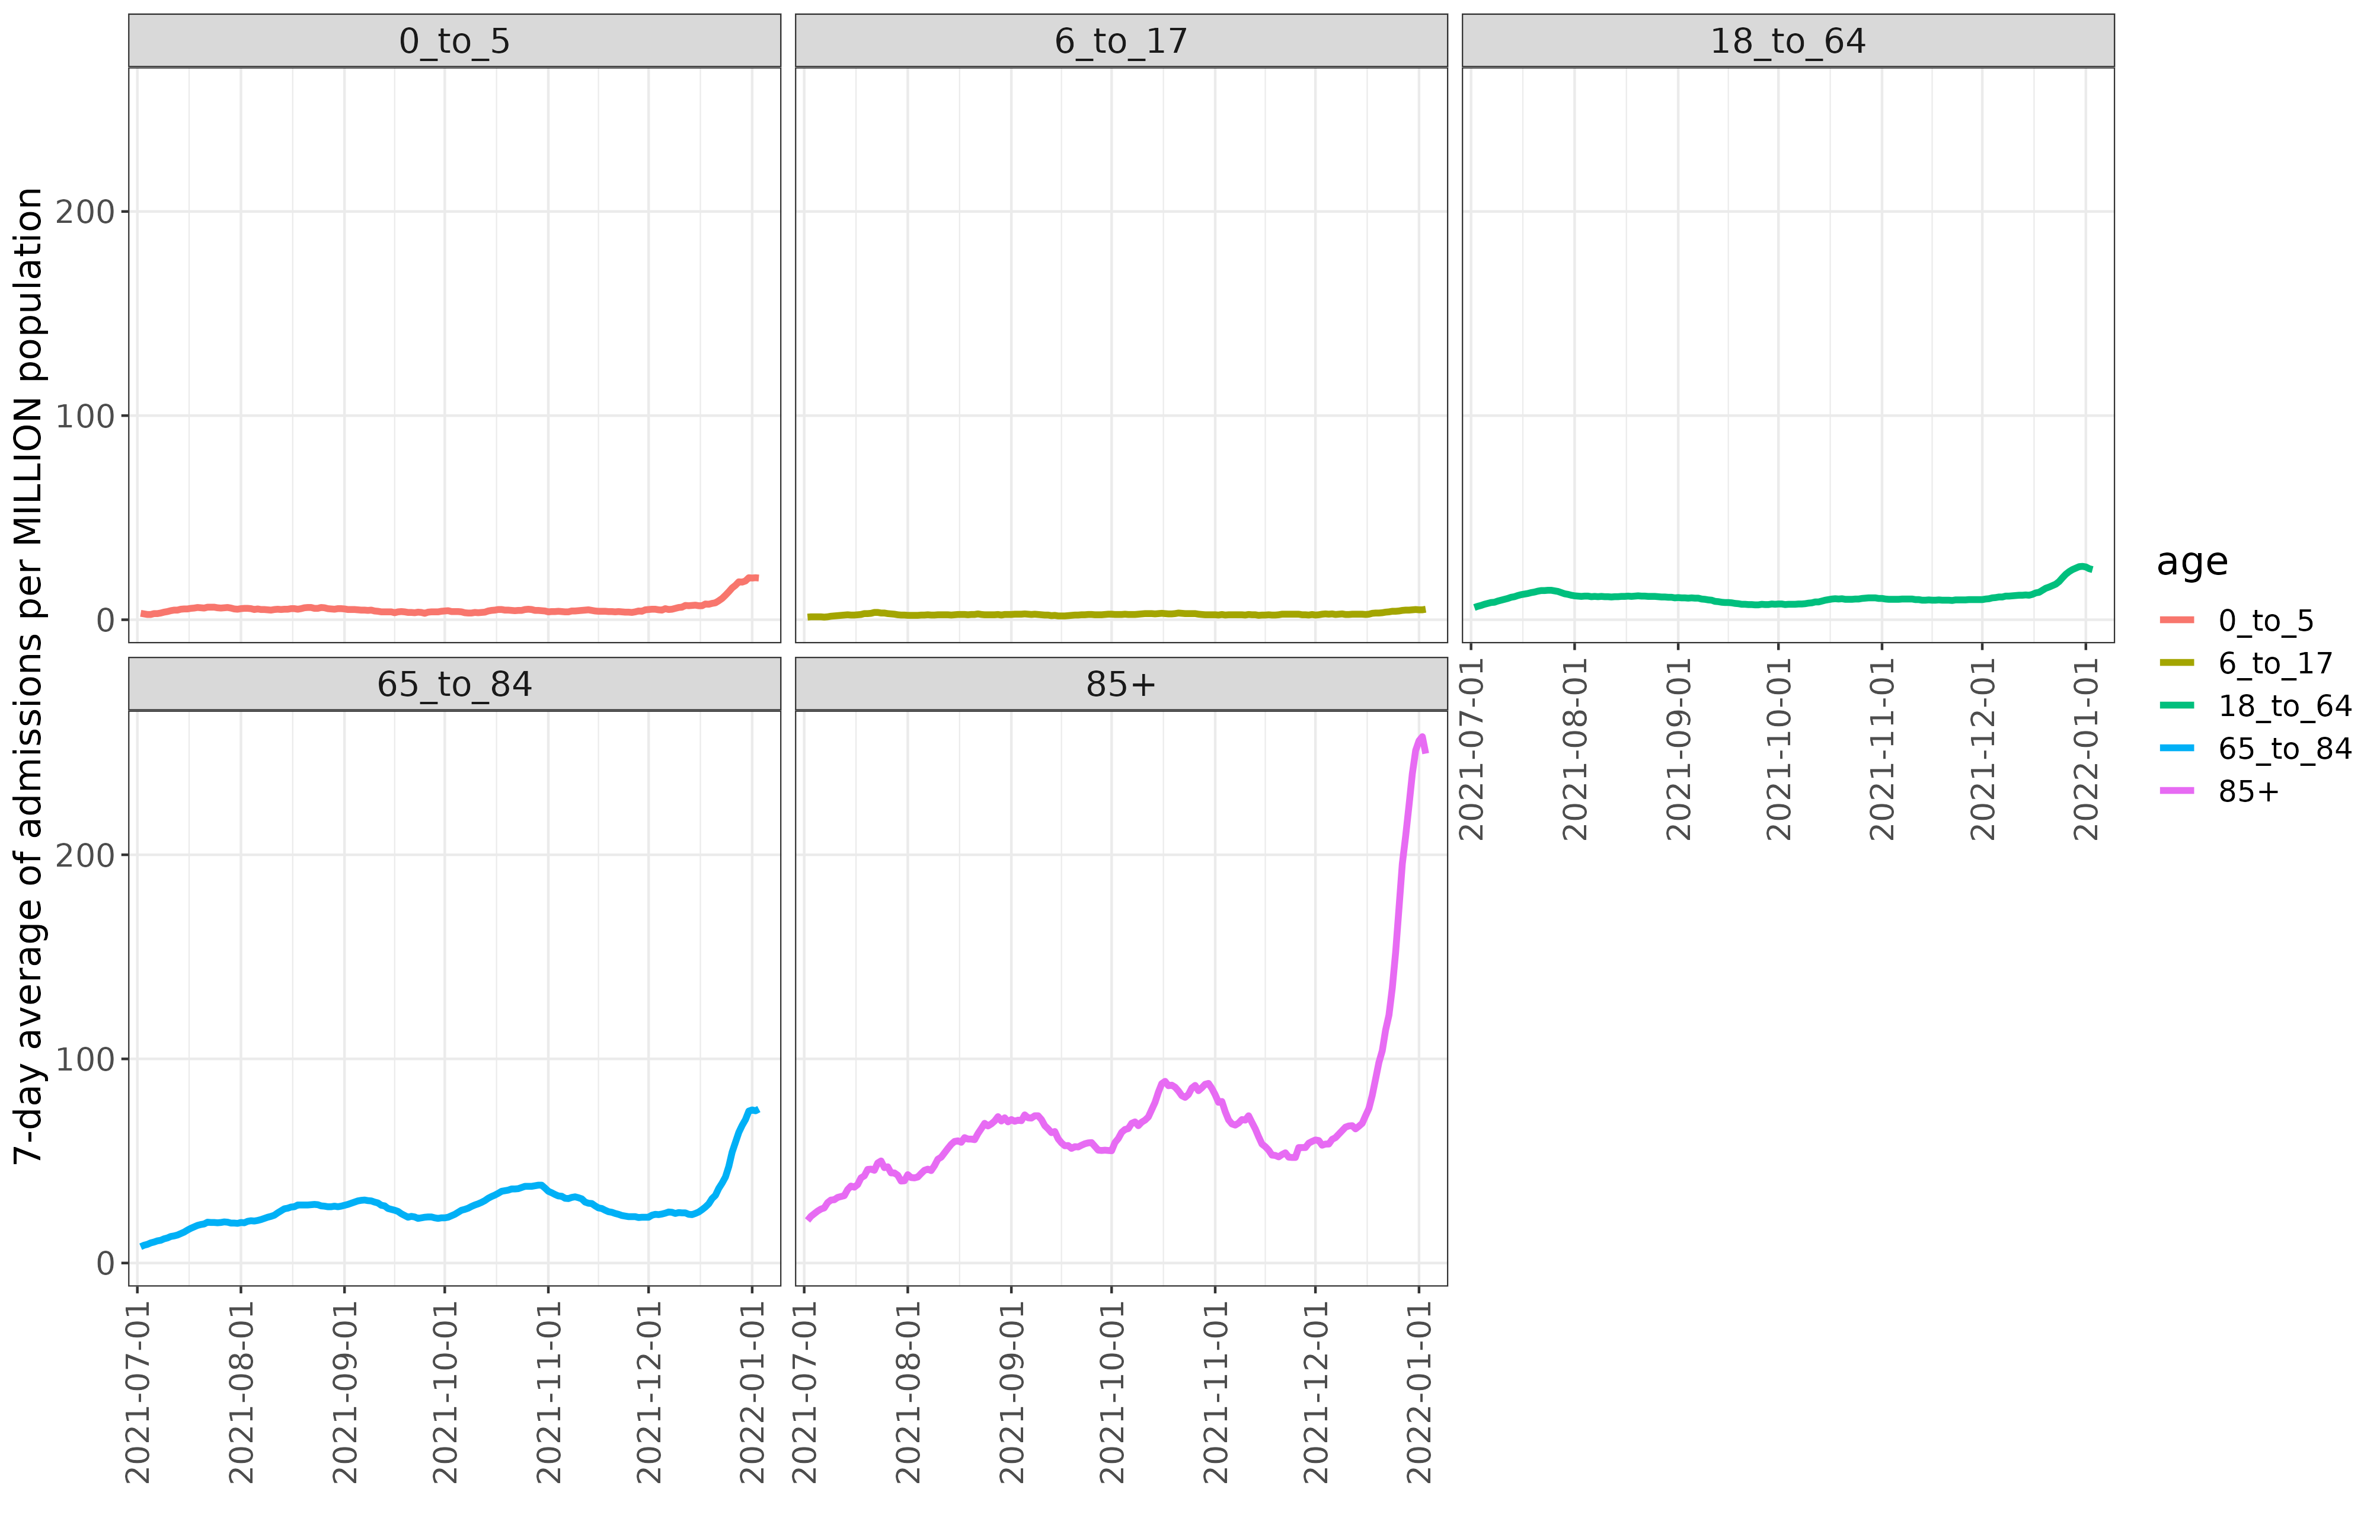 7-day average of admissions per MILLION population
0_to_5
6_to_17
18_to_64
200
100
0
2021-07-01
2021-08-01
2021-09-01
2021-10-01
2021-11-01
2021-12-01
2022-01-01
65_to_84
85+
200
100
0
2021-07-01
2021-08-01
2021-09-01
2021-10-01
2021-11-01
2021-12-01
2022-01-01
2021-07-01
2021-08-01
2021-09-01
2021-10-01
2021-11-01
2021-12-01
2022-01-01
age
0_to_5
6_to_17
18_to_64
65_to_84
85+